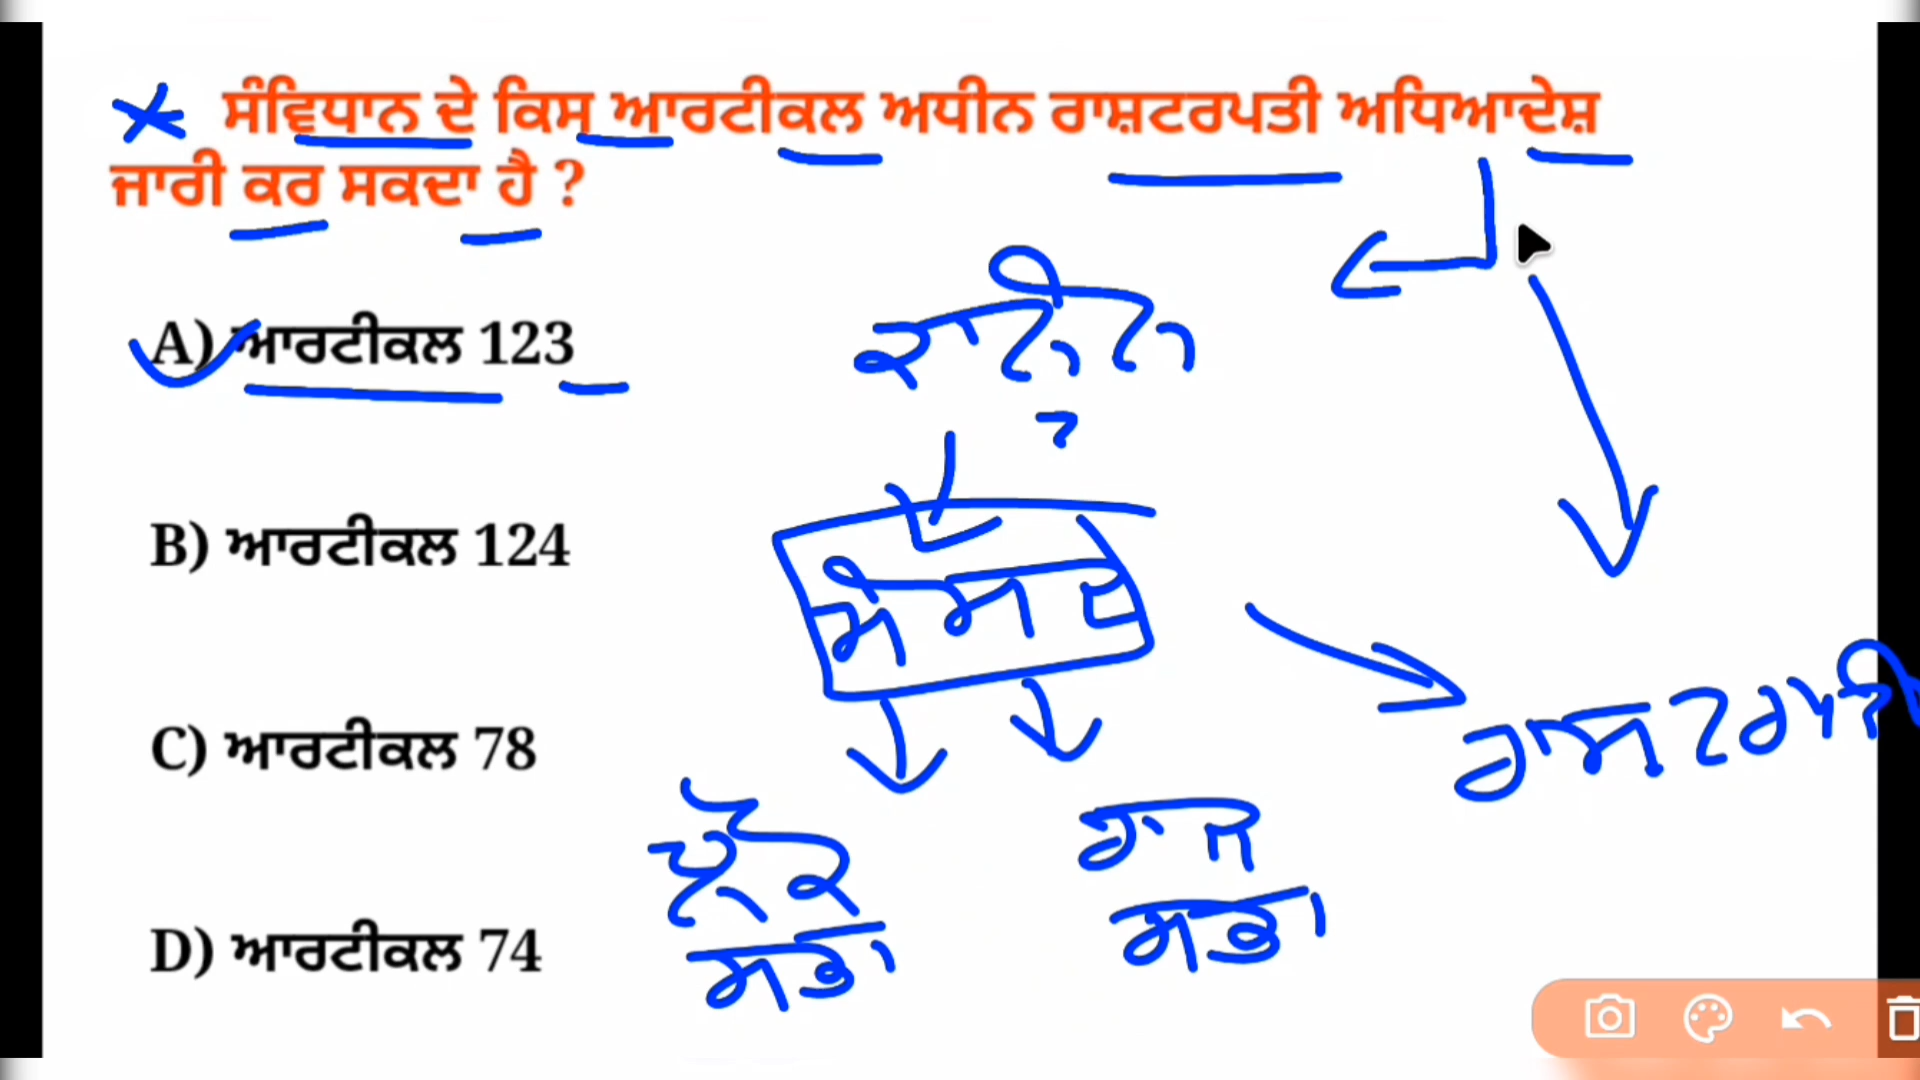 ਸੰਵਿਧਾਨ ਦੇ ਕਿਸ ਆਰਟੀਕਲ ਅਧੀਨ ਰਾਸ਼ਟਰਪਤੀ ਅਧਿਆਦੇਸ਼
ਜਾਰੀ ਕਰ ਸਕਦਾ ਹੈ ?
A) ਆਰਟੀਕਲ 123
ਕਾਨੂੰਨ
?
B) ਆਰਟੀਕਲ 124
ਸੰਸਦ
C) ਆਰਟੀਕਲ 78
D) ਆਰਟੀਕਲ 74
ਲੋਕ
ਸਭਾ
ਰਾਜ
ਸਭਾ